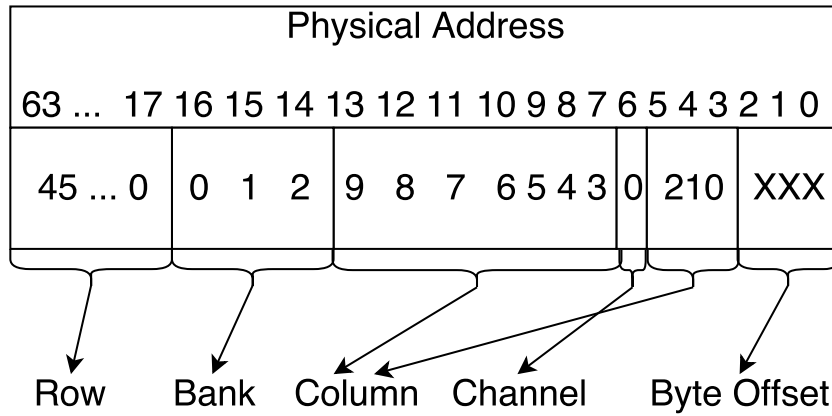 Physical Address
63 ... 17 16 15 14 13 12 11 10 9 8 7 6 5 4 3 2 1 0
45 ... 0 0 1 2 9 8 7 6 5 4 3 0 210 XXX
Row Bank Column Channel Byte Offset